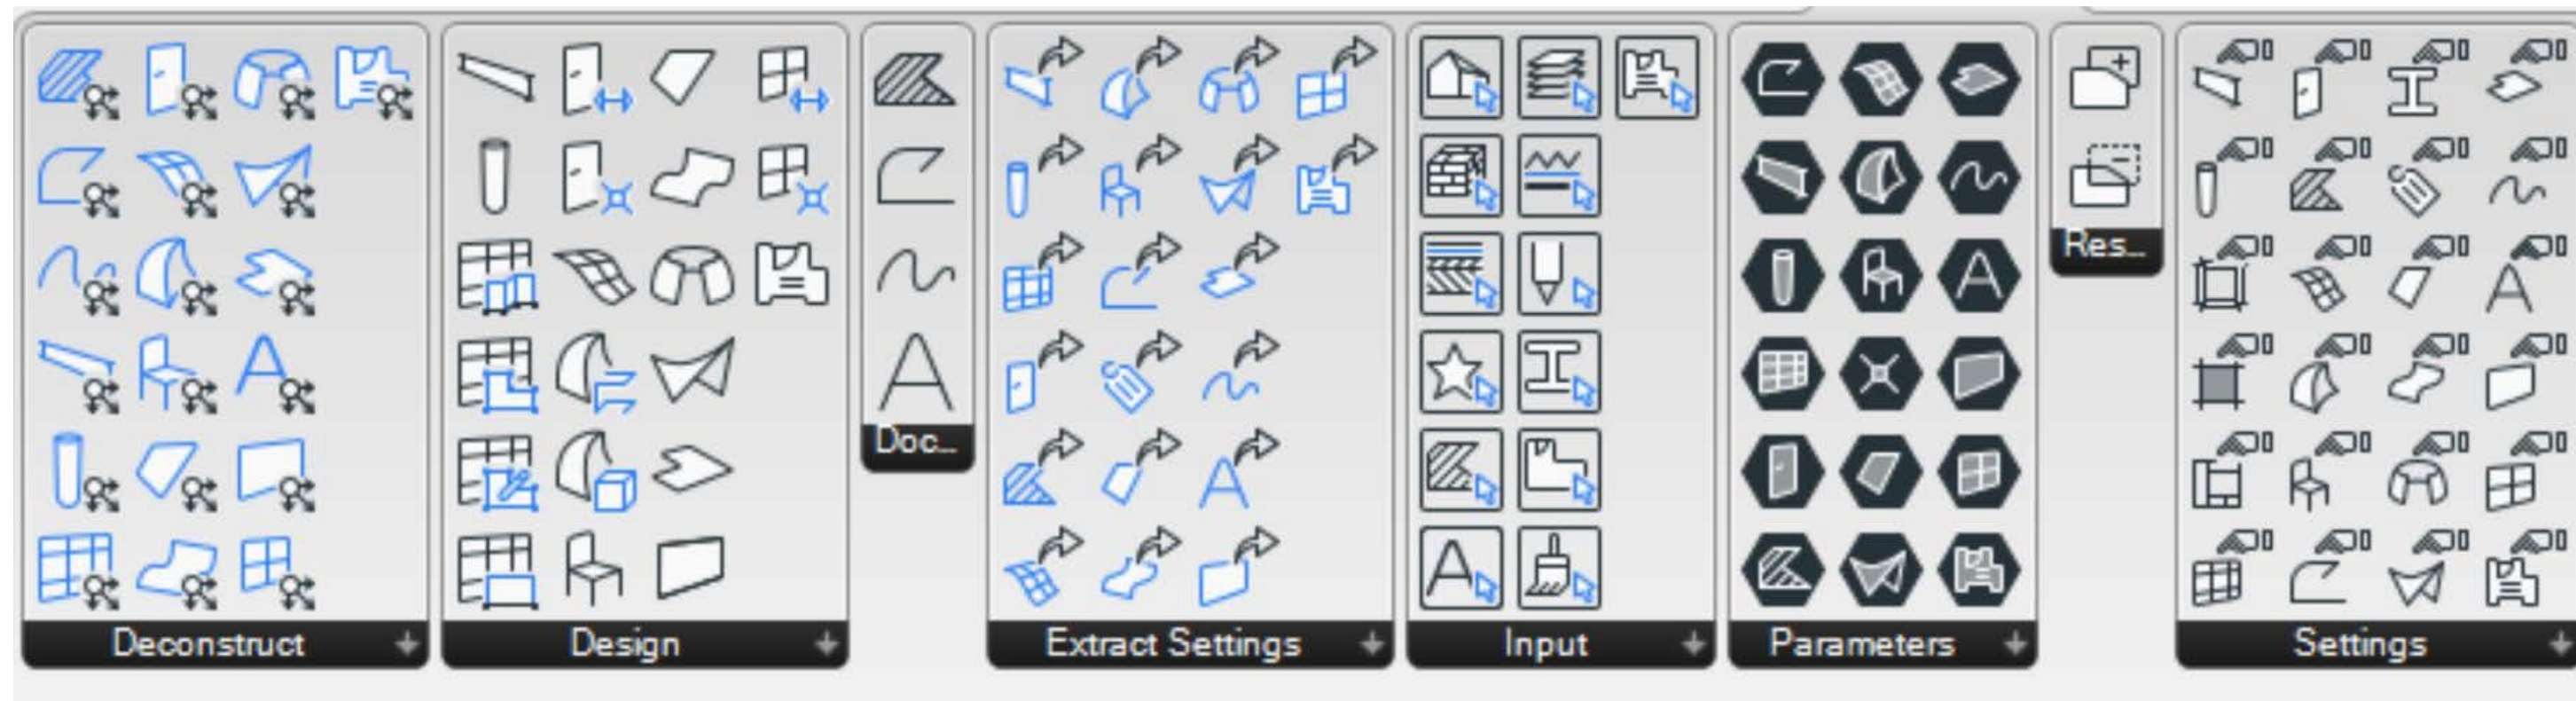 Deconstruct
Design
Doc...
Extract Settings
Input
Parameters
Res...
Settings